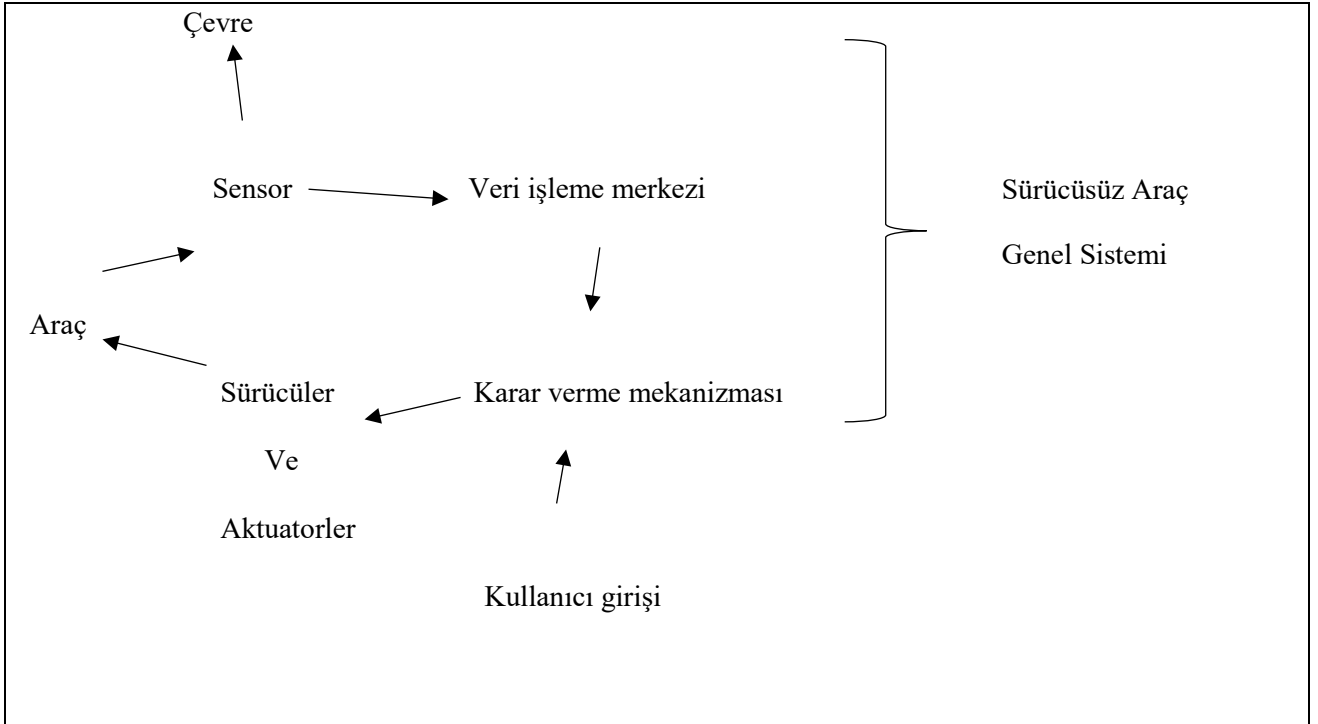 Çevre
Sensor
Veri işleme merkezi
Sürücüsüz Araç
Genel Sistemi
Araç
Sürücüler
Karar verme mekanizması
Ve
Aktuatorler
Kullanıcı girişi